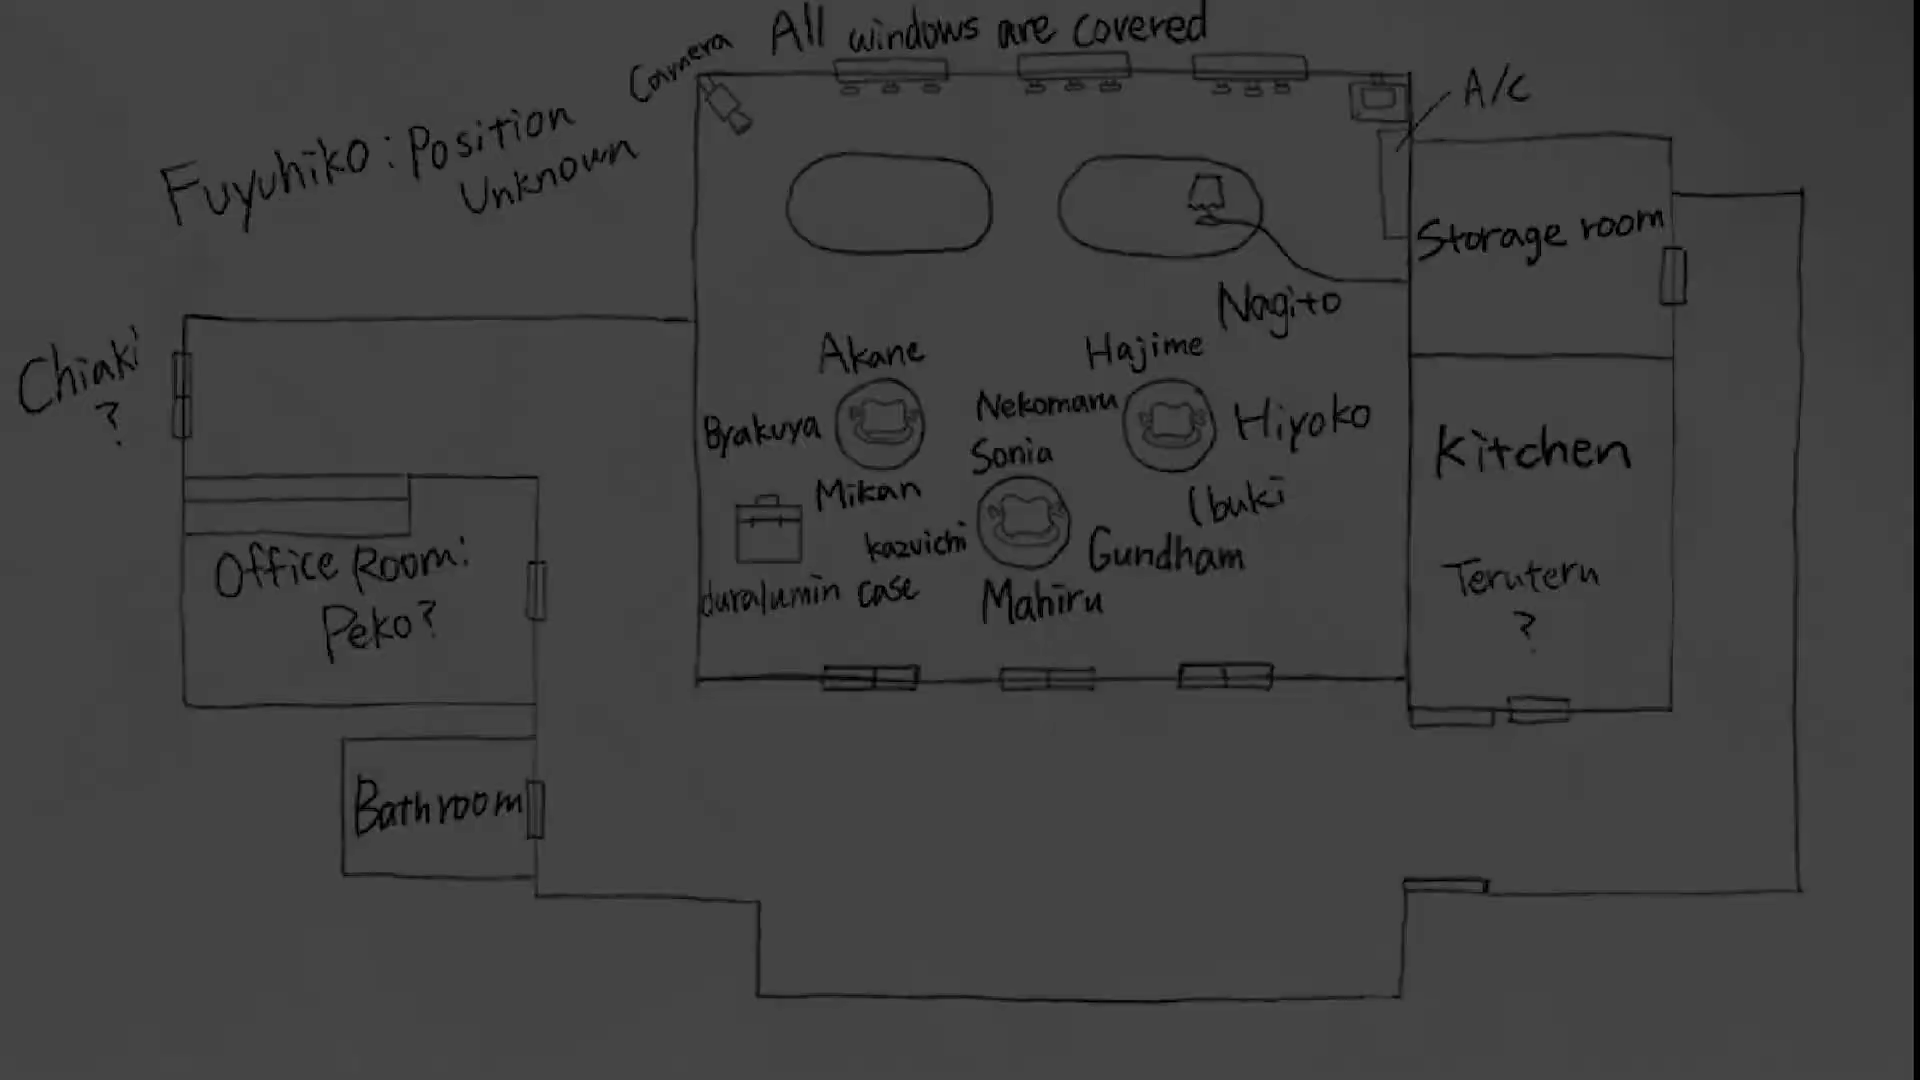 All windows are covered
Camera
A/C
Fuyuhiko: Position
Unknown
Storage room
Nagito
Chiaki
?
Akane
Hajime
Nekomaru
Byakuya
Hiyoko
Sonia
Kitchen
Mikan
Ibuki
kazuichi
Gundham
Office Room:
Peko?
Teruteru
?
duralumin case
Mahiru
Bathroom